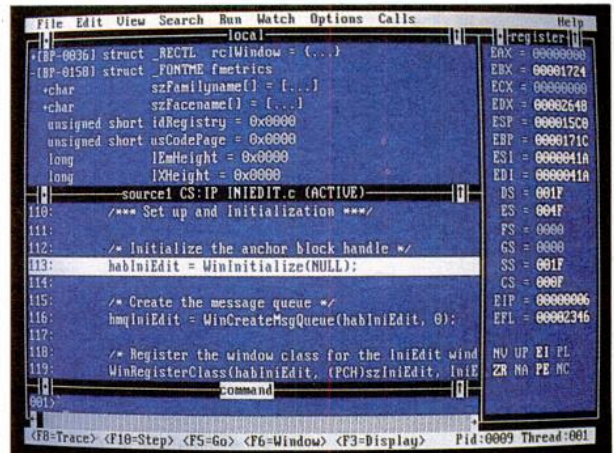 File Edit View Search Run Watch Options Calls Help
local
+[BP-0036] struct _RECTL rclWindow = {...}
-[BP-0158] struct _FONTME fmetrics
+char szFamilyname[] = [...]
+char szFacename[] = [...]
unsigned short idRegistry = 0x0000
unsigned short usCodePage = 0x0000
long lEmHeight = 0x0000
long lXHeight = 0x0000
source1 CS:IP INIEDIT.c (ACTIVE)
110: /*** Set up and Initialization ***/
111:
112: /* Initialize the anchor block handle */
113: habIniEdit = WinInitialize(NULL);
114:
115: /* Create the message queue */
116: hmqIniEdit = WinCreateMsgQueue(habIniEdit, 0);
117:
118: /* Register the window class for the IniEdit wind
119: WinRegisterClass(habIniEdit, (PCH)szIniEdit, IniE
command
001>
register
EAX = 00000000
EBX = 00001724
ECX = 00000000
EDX = 00002648
ESP = 000015C0
EBP = 0000171C
ESI = 0000041A
EDI = 0000041A
DS = 001F
ES = 004F
FS = 0000
GS = 0000
SS = 001F
CS = 000F
EIP = 00000006
EFL = 00002346
NV UP EI PL
ZR NA PE NC
<F8=Trace> <F10=Step> <F5=Go> <F6=Window> <F3=Display> Pid:0009 Thread:001